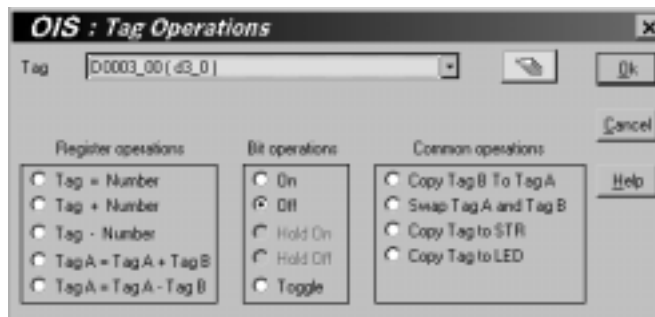 OIS : Tag Operations
Tag
D0003_00 ( d3_0 )
Ok
Cancel
Help
Register operations
Tag = Number
Tag + Number
Tag - Number
Tag A = Tag A + Tag B
Tag A = Tag A - Tag B
Bit operations
On
Off
Hold On
Hold Off
Toggle
Common operations
Copy Tag B To Tag A
Swap Tag A and Tag B
Copy Tag to STR
Copy Tag to LED